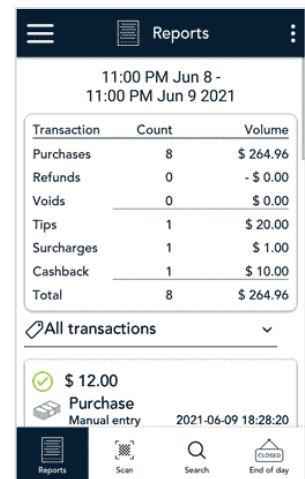 Reports
11:00 PM Jun 8 -
11:00 PM Jun 9 2021
Transaction Count Volume
Purchases 8 $ 264.96
Refunds 0 - $ 0.00
Voids 0 $ 0.00
Tips 1 $ 20.00
Surcharges 1 $ 1.00
Cashback 1 $ 10.00
Total 8 $ 264.96
All transactions
$ 12.00
Purchase
Manual entry 2021-06-09 18:28:20
CLOSED
Reports Scan Search End of day